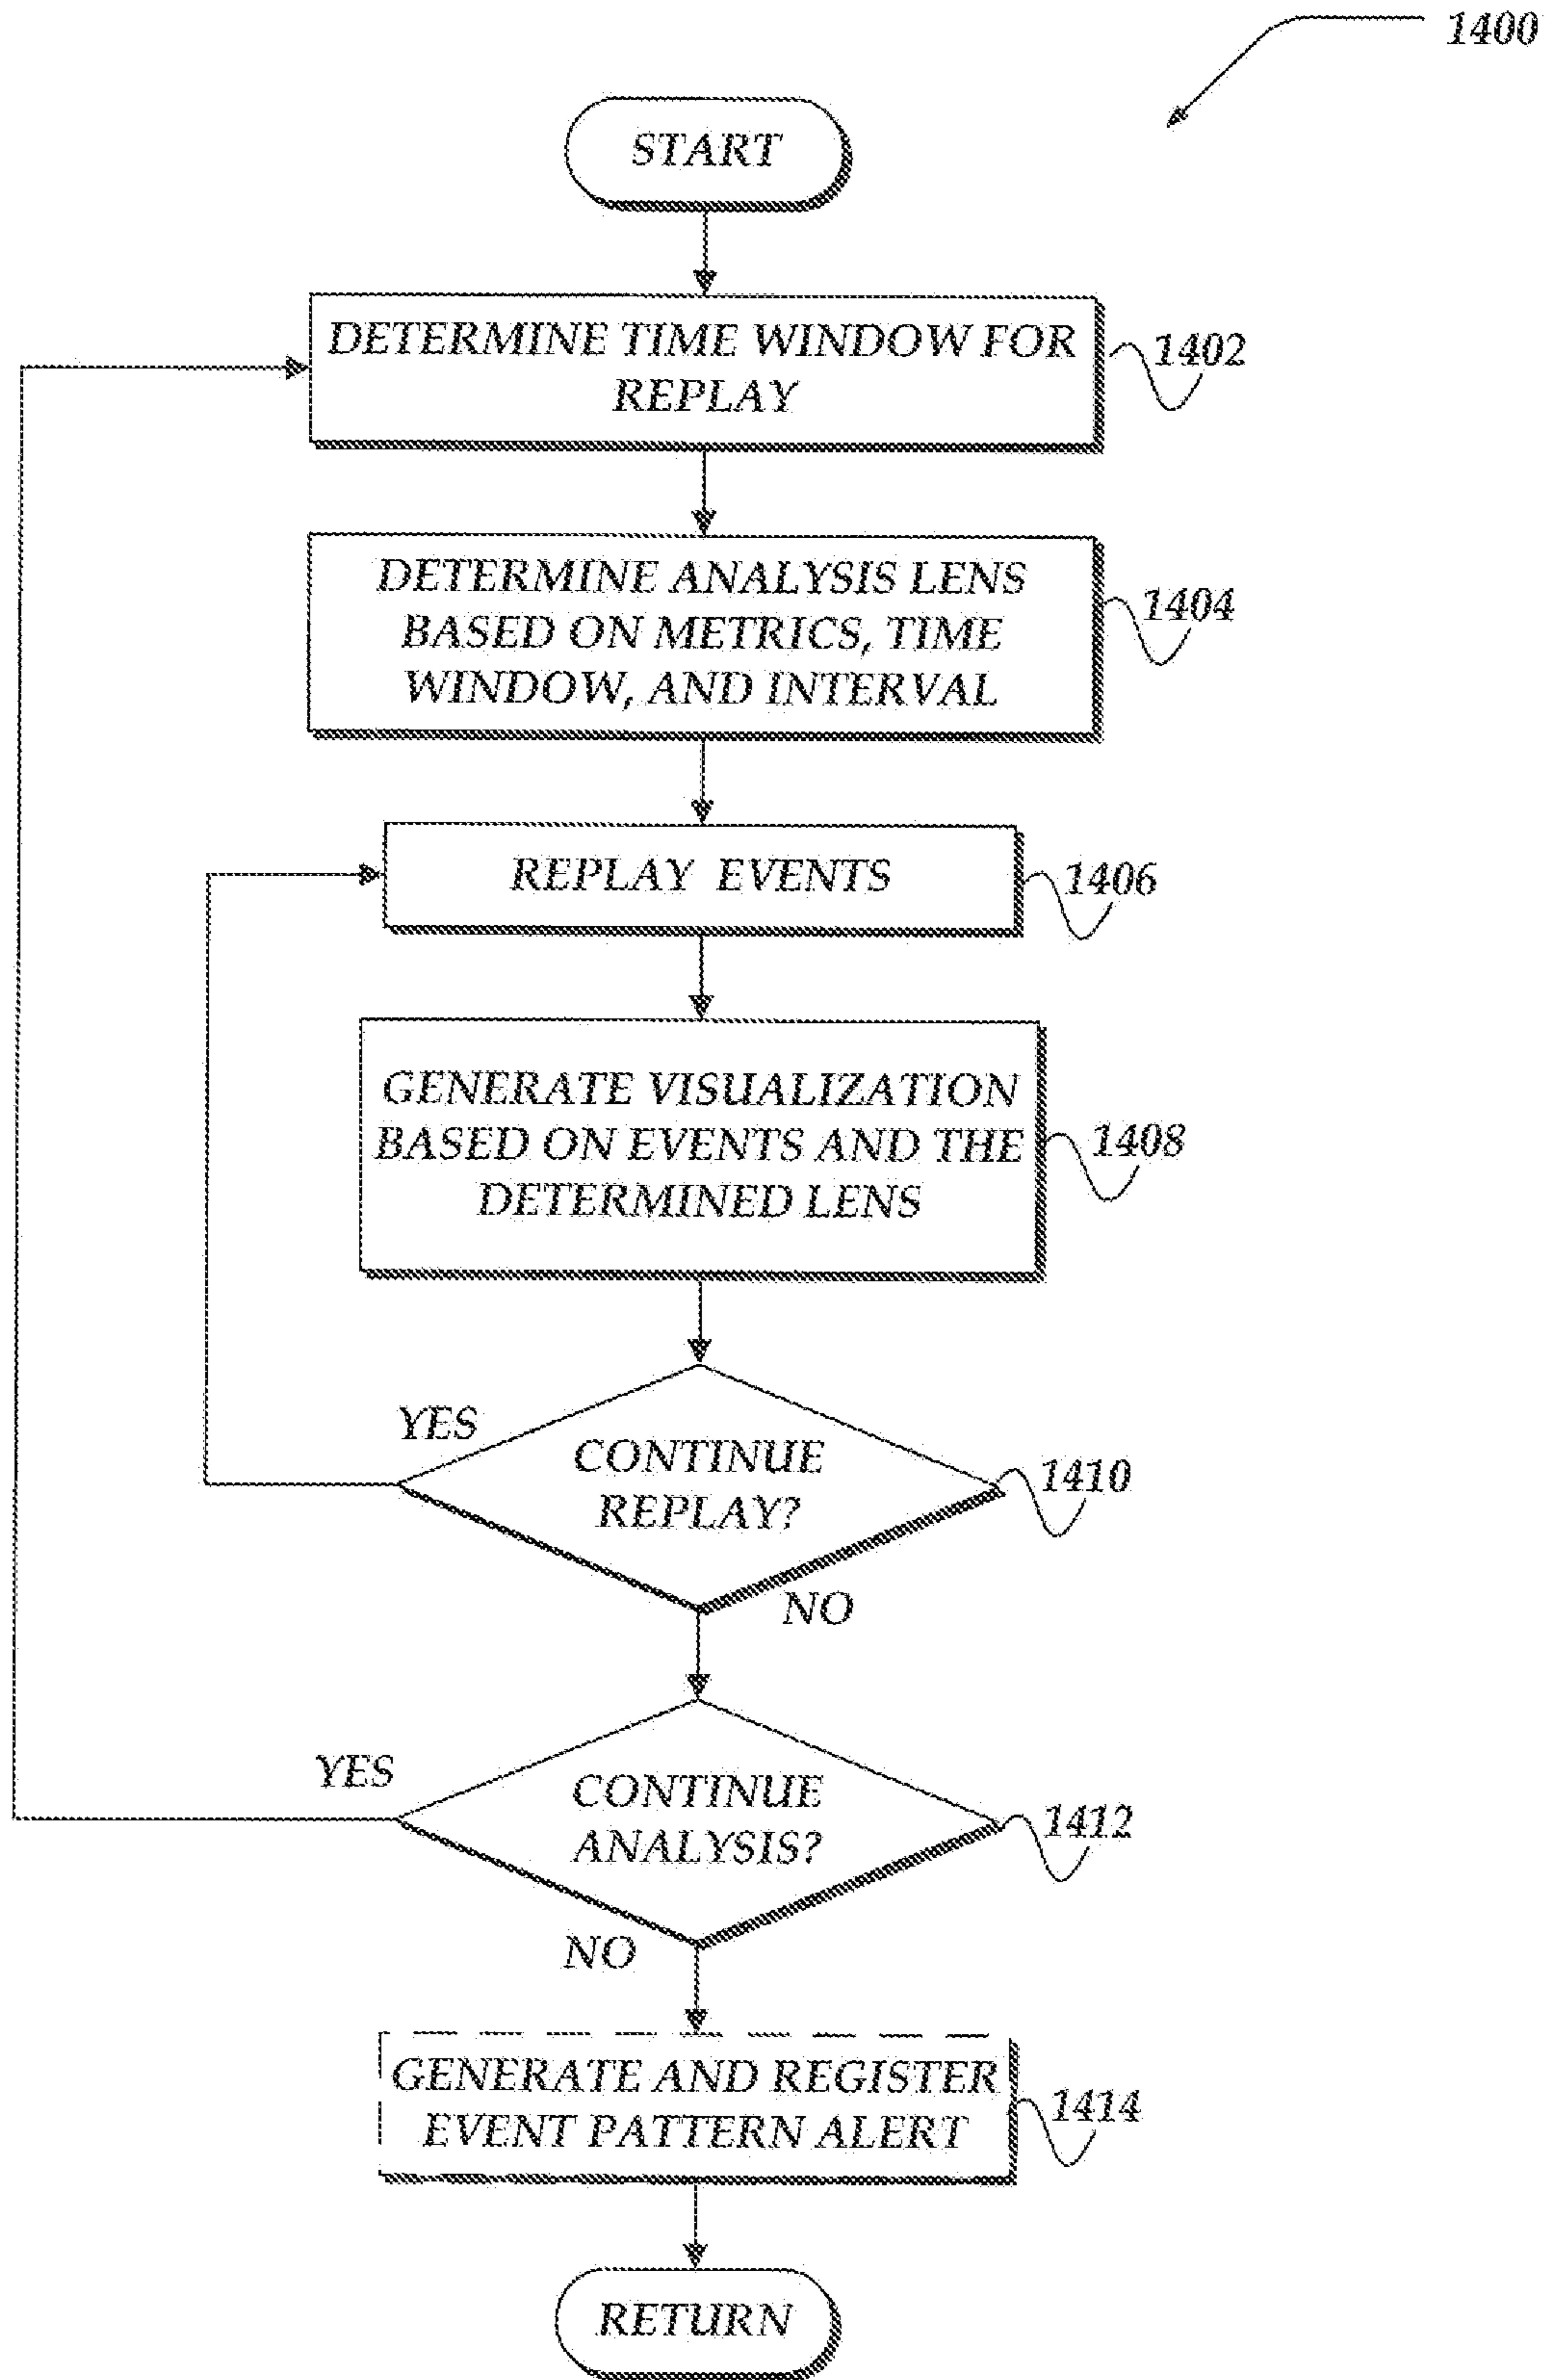 1400
START
DETERMINE TIME WINDOW FOR
REPLAY
1402
DETERMINE ANALYSIS LENS
BASED ON METRICS, TIME
WINDOW, AND INTERVAL
1404
REPLAY EVENTS
1406
GENERATE VISUALIZATION
BASED ON EVENTS AND THE
DETERMINED LENS
1408
YES
CONTINUE
REPLAY?
1410
NO
YES
CONTINUE
ANALYSIS?
1412
NO
GENERATE AND REGISTER
EVENT PATTERN ALERT
1414
RETURN